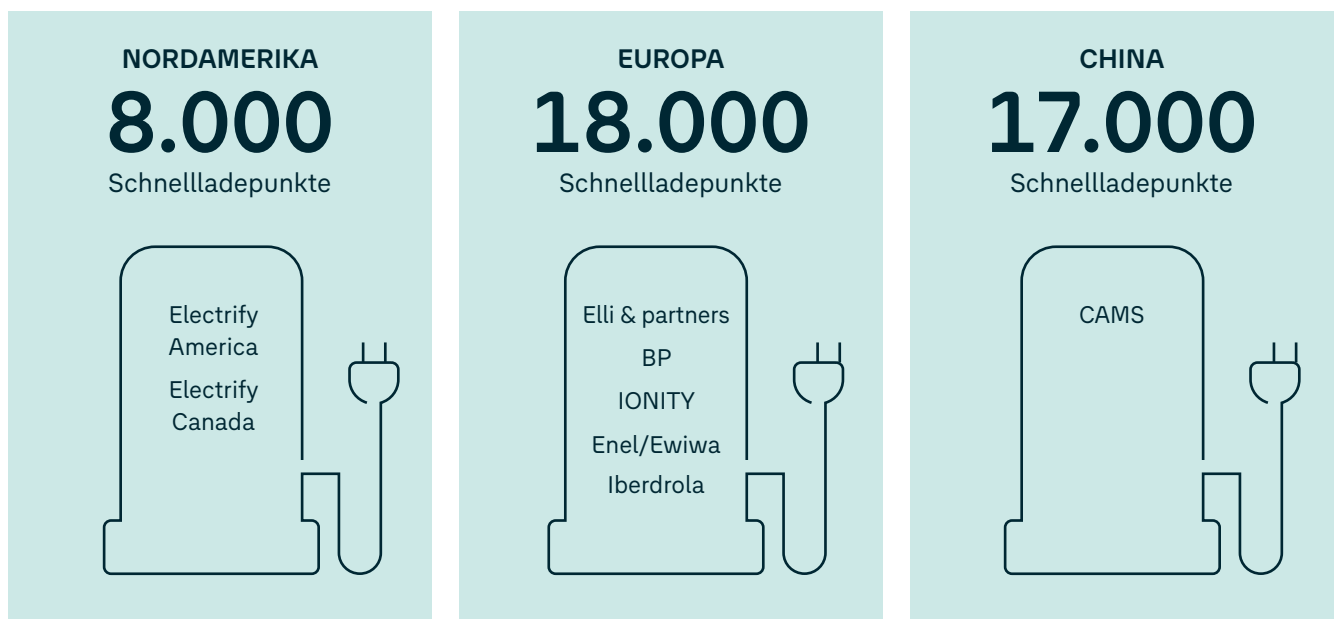 NORDAMERIKA
8.000
Schnellladepunkte
Electrify
America
Electrify
Canada
EUROPA
18.000
Schnellladepunkte
Elli & partners
BP
IONITY
Enel/Ewiwa
Iberdrola
CHINA
17.000
Schnellladepunkte
CAMS